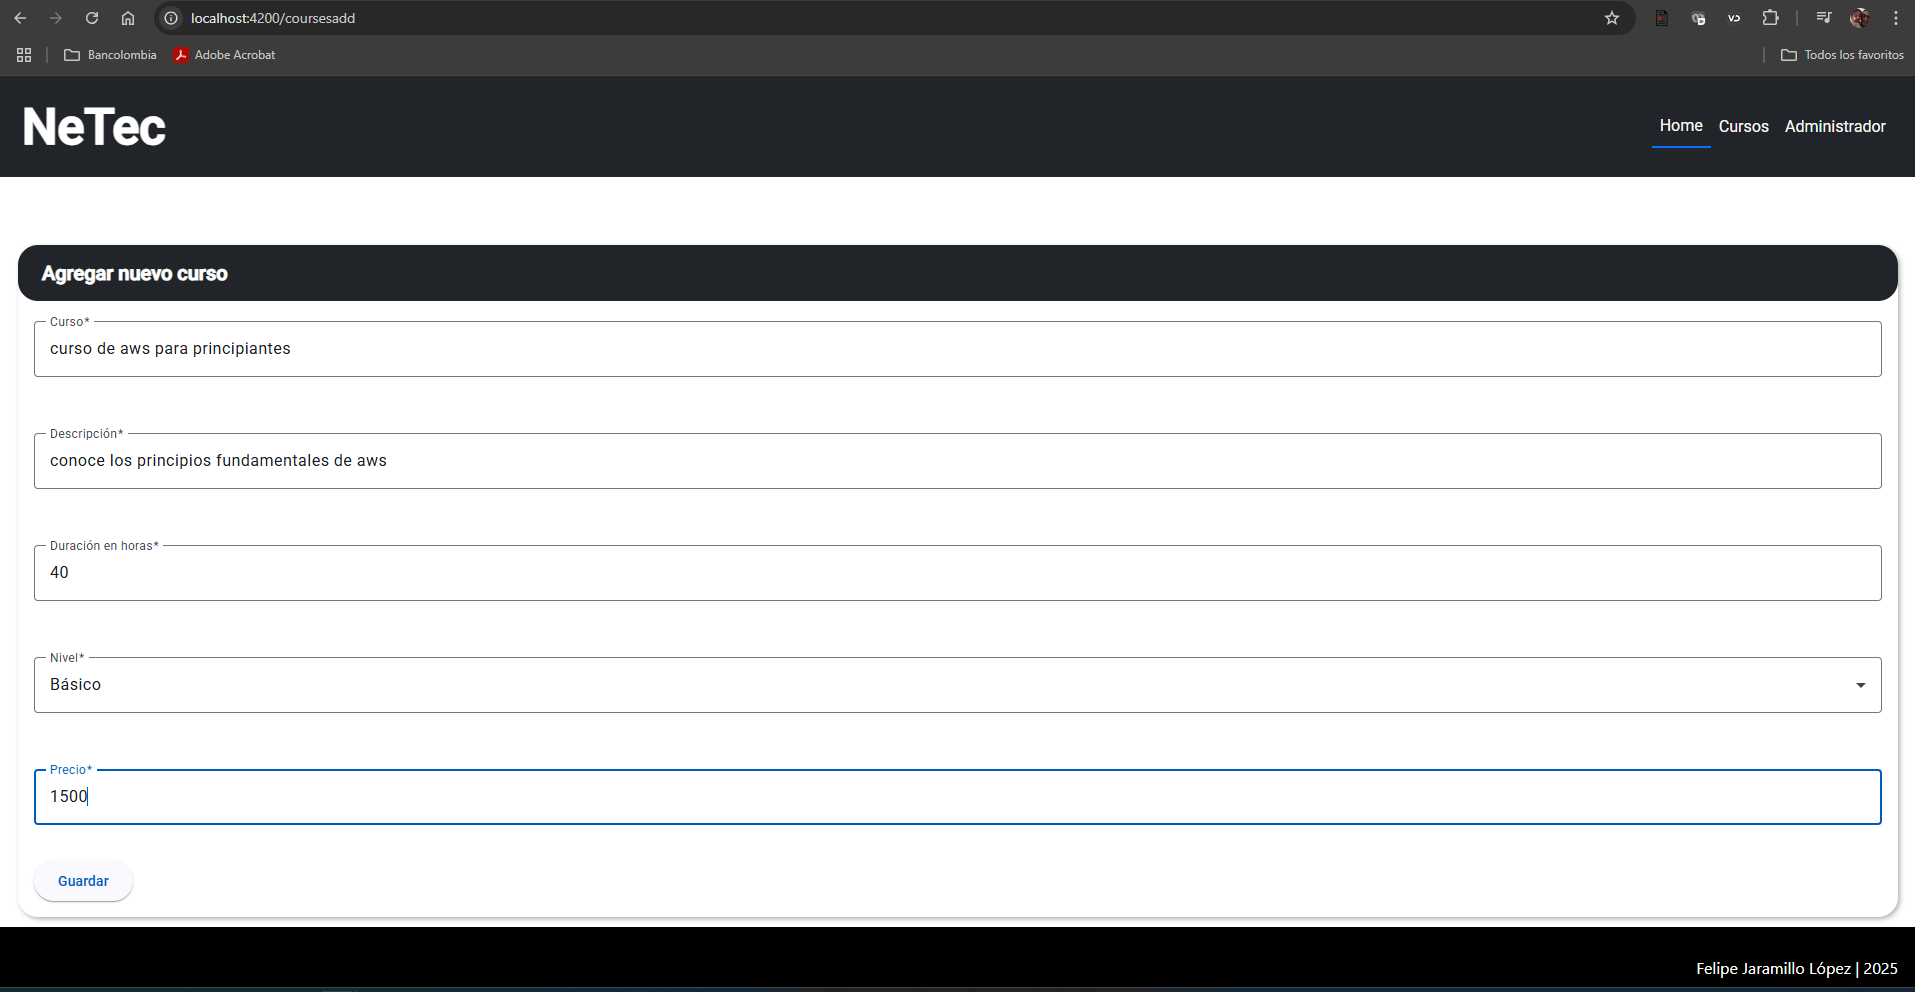 localhost:4200/coursesadd
Bancolombia
Adobe Acrobat
Todos los favoritos
NeTec
Home
Cursos
Administrador
Agregar nuevo curso
Curso*
curso de aws para principiantes
Descripción*
conoce los principios fundamentales de aws
Duración en horas*
40
Nivel*
Básico
Precio*
1500
Guardar
Felipe Jaramillo López | 2025